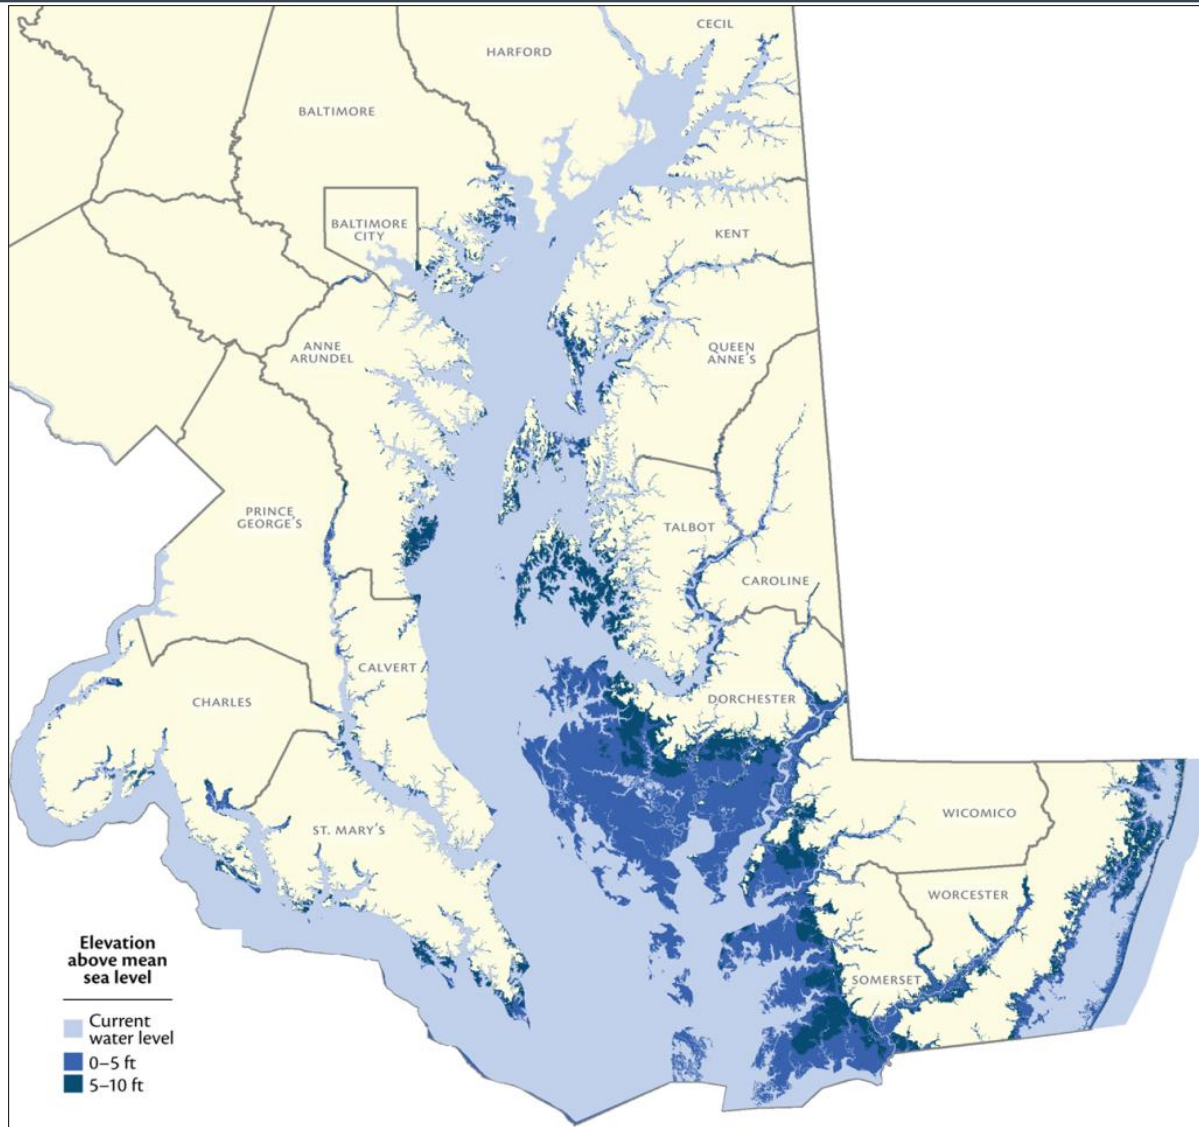 CECIL
HARFORD
BALTIMORE
BALTIMORE
CITY
KENT
ANNE
ARUNDEL
QUEEN
ANNE'S
PRINCE
GEORGE'S
TALBOT
CAROLINE
CALVERT
CHARLES
DORCHESTER
ST. MARY'S
WICOMICO
WORCESTER
SOMERSET
Elevation
above mean
sea level
Current
water level
0–5 ft
5–10 ft